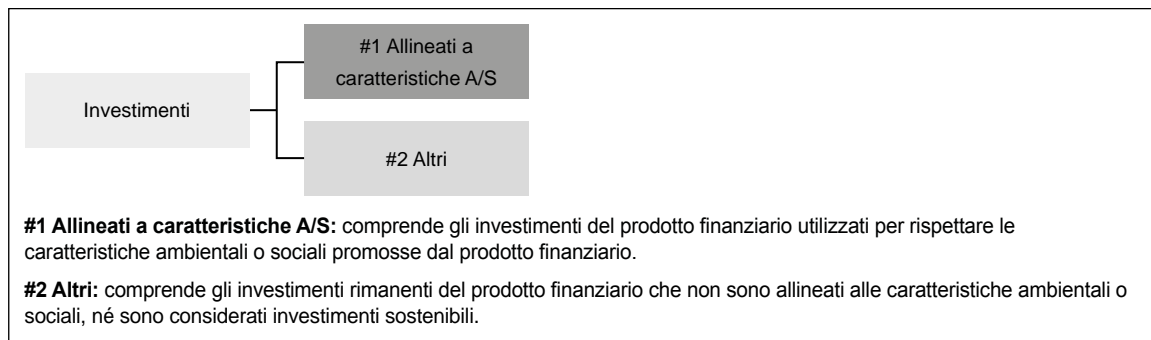 #1 Allineati a
caratteristiche A/S
Investimenti
#2 Altri
#1 Allineati a caratteristiche A/S: comprende gli investimenti del prodotto finanziario utilizzati per rispettare le
caratteristiche ambientali o sociali promosse dal prodotto finanziario.
#2 Altri: comprende gli investimenti rimanenti del prodotto finanziario che non sono allineati alle caratteristiche ambientali o
sociali, né sono considerati investimenti sostenibili.